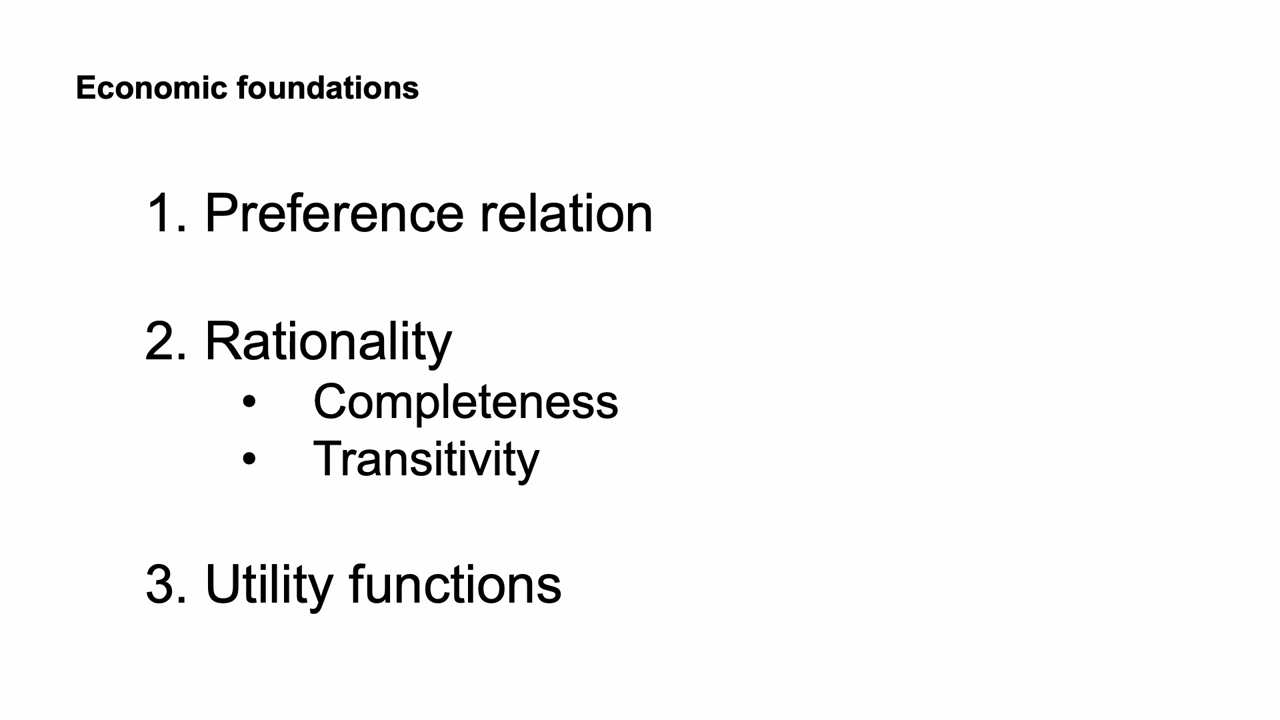 Economic foundations
1. Preference relation
2. Rationality
• Completeness
• Transitivity
3. Utility functions